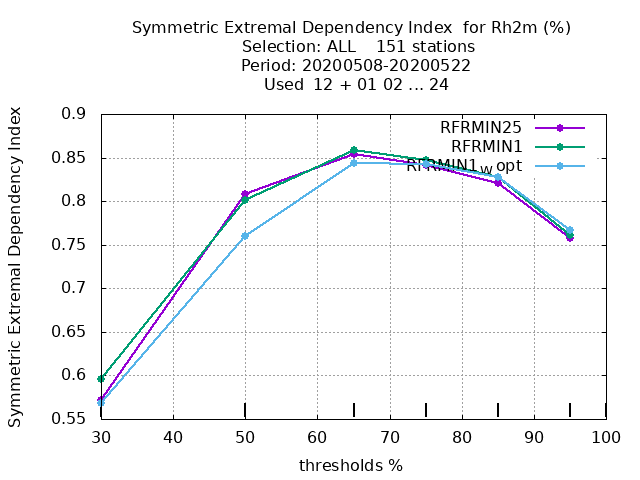 Symmetric Extremal Dependency Index for Rh2m (%)
Selection: ALL 151 stations
Period: 20200508-20200522
Used 12 + 01 02 ... 24
Symmetric Extremal Dependency Index
0.9
0.85
0.8
0.75
0.7
0.65
0.6
0.55
RFRMIN25
RFRMIN1
RFRMIN1w opt
30 40 50 60 70 80 90 100
thresholds %